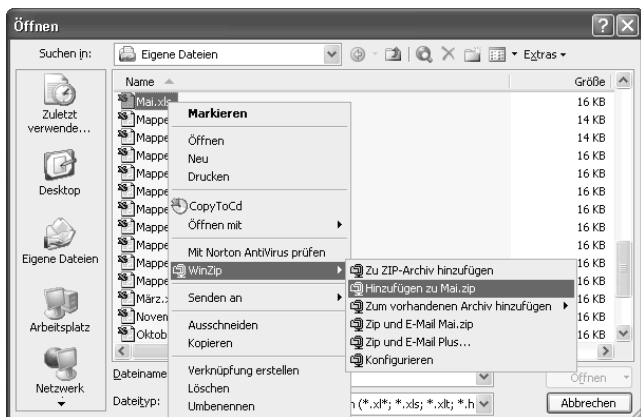 Öffnen
Suchen in:
Eigene Dateien
Extras
Zuletzt
verwende...
Desktop
Eigene Dateien
Arbeitsplatz
Netzwerk
Name
Größe
Mai.xls
16 KB
Mappe
14 KB
Mappe
14 KB
Mappe
16 KB
Mappe
16 KB
Mappe
16 KB
Mappe
16 KB
Mappe
16 KB
Mappe
16 KB
Mappe
16 KB
März.x
16 KB
Noven
16 KB
Oktob
16 KB
Markieren
Öffnen
Neu
Drucken
CopyToCd
Öffnen mit
Mit Norton AntiVirus prüfen
WinZip
Senden an
Ausschneiden
Kopieren
Verknüpfung erstellen
Löschen
Umbenennen
Zu ZIP-Archiv hinzufügen
Hinzufügen zu Mai.zip
Zum vorhandenen Archiv hinzufügen
Zip und E-Mail Mai.zip
Zip und E-Mail Plus...
Konfigurieren
Dateiname
Öffnen
Dateityp:
(*.xl*; *.xls; *.xlt; *.h
Abbrechen